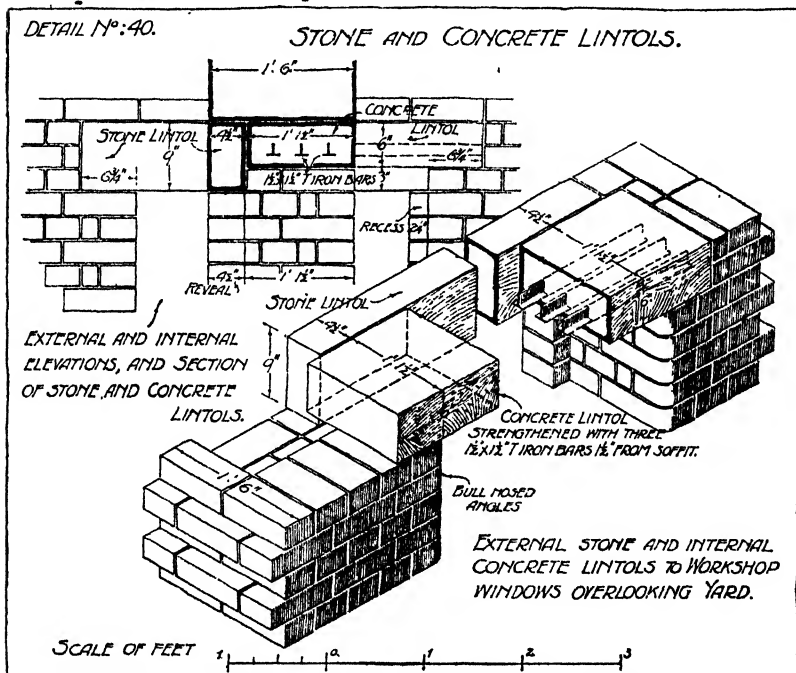 DETAIL Nº:40.
STONE AND CONCRETE LINTOLS.
1'. 6"
CONCRETE
STONE LINTOL
4½"
1'. 1½"
LINTOL
9"
6"
6¾"
6¾"
1½"X1½" T IRON BARS
3"
RECESS 2¼"
4½"
1'. 1½"
REVEAL
STONE LINTOL
4½"
4½"
9"
6"
EXTERNAL AND INTERNAL
ELEVATIONS, AND SECTION
OF STONE, AND CONCRETE
LINTOLS.
CONCRETE LINTOL
STRENGTHENED WITH THREE
1½"X1½" T IRON BARS 1½" FROM SOFFIT.
1'. 6"
BULL NOSED
ANGLES
EXTERNAL STONE AND INTERNAL
CONCRETE LINTOLS TO WORKSHOP
WINDOWS OVERLOOKING YARD.
SCALE OF FEET
1 0 1 2 3